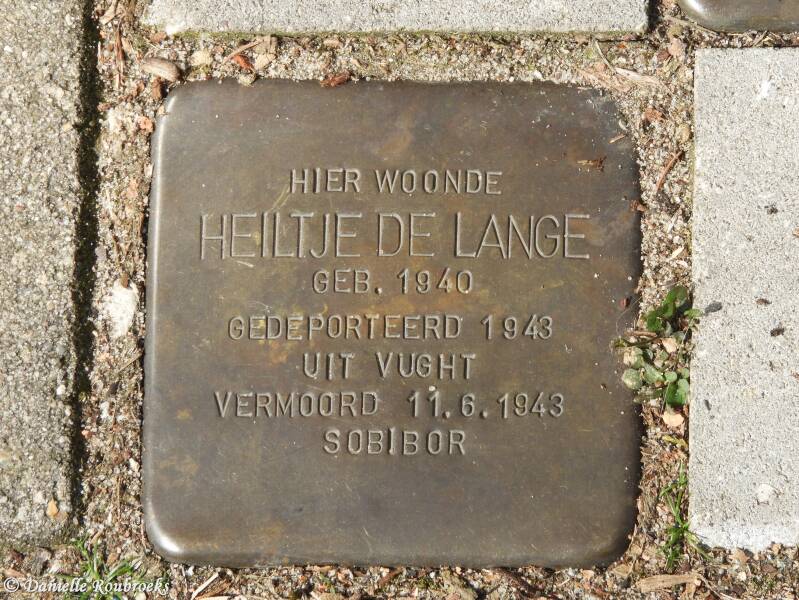 HIER WOONDE
HEILTJE DE LANGE
GEB. 1940
GEDEPORTEERD 1943
UIT VUGHT
VERMOORD 11.6.1943
SOBIBOR
© Danielle Roubroeks